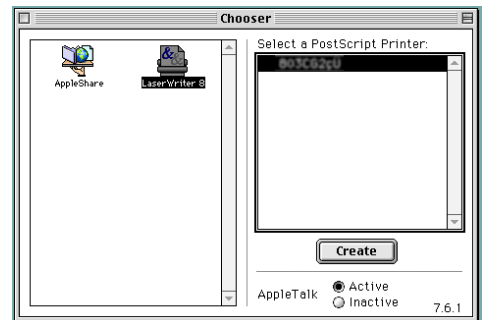 Chooser
Select a PostScript Printer:
AppleShare
LaserWriter 8
Create
AppleTalk
Active
Inactive
7.6.1